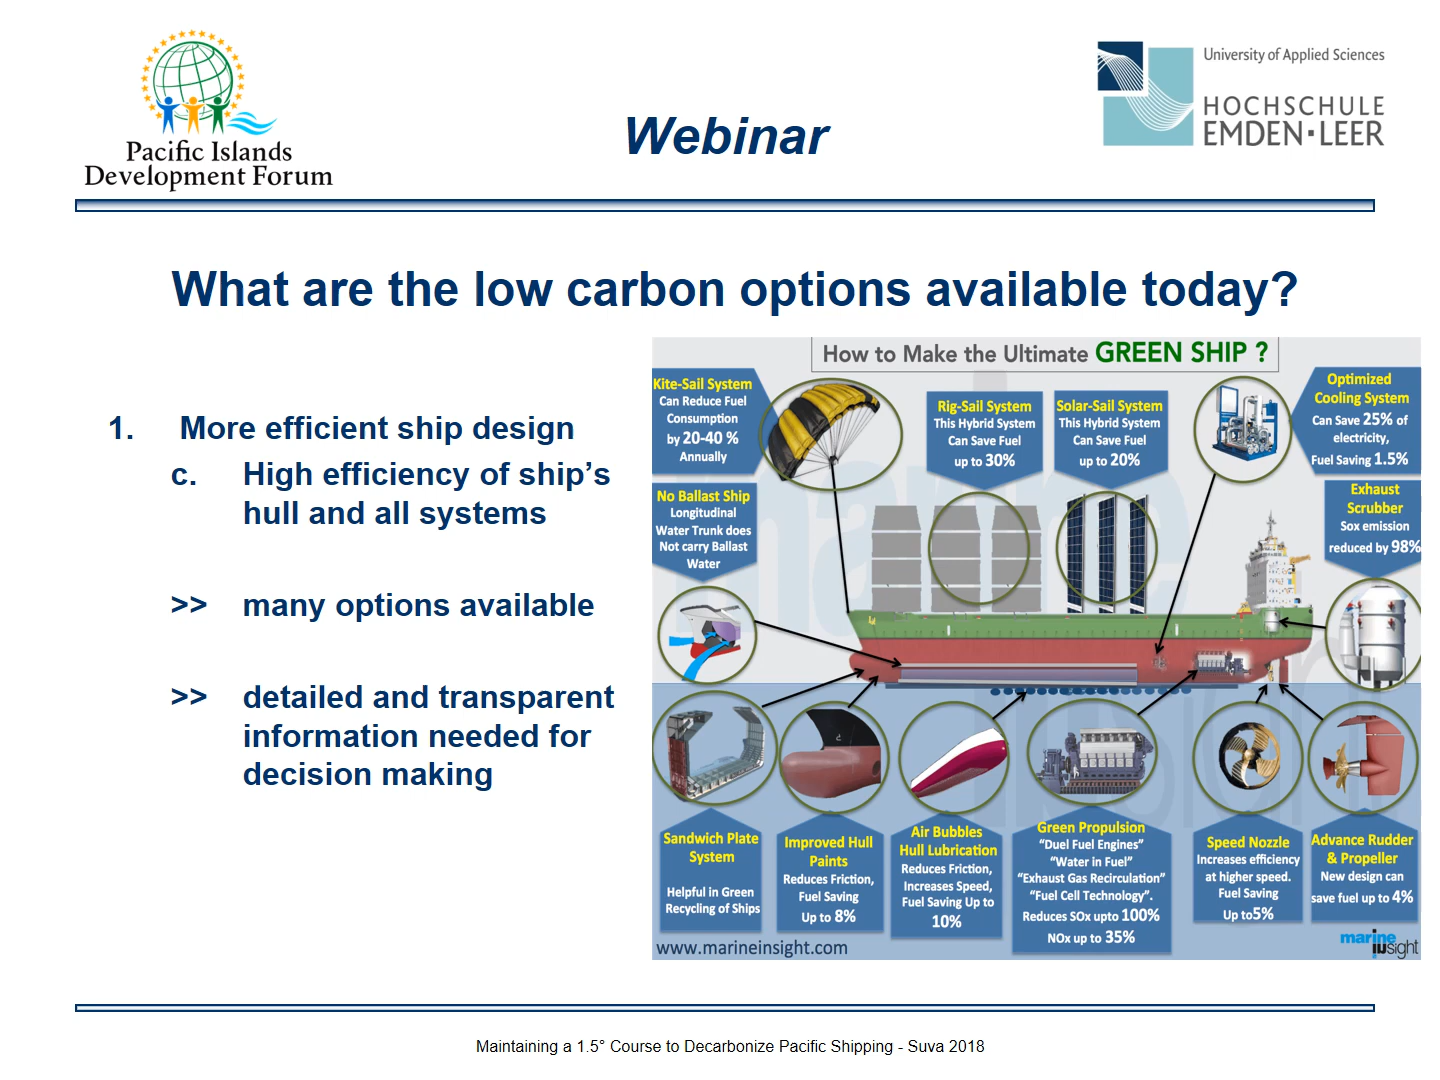 Pacific Islands
Development Forum
Webinar
University of Applied Sciences
HOCHSCHULE
EMDEN·LEER
What are the low carbon options available today?
1. More efficient ship design
c. High efficiency of ship's
hull and all systems
>> many options available
>> detailed and transparent
information needed for
decision making
How to Make the Ultimate GREEN SHIP ?
Kite-Sail System
Can Reduce Fuel
Consumption
by 20-40 %
Annually
Rig-Sail System
This Hybrid System
Can Save Fuel
up to 30%
Solar-Sail System
This Hybrid System
Can Save Fuel
up to 20%
Optimized
Cooling System
Can Save 25% of
electricity,
Fuel Saving 1.5%
No Ballast Ship
Longitudinal
Water Trunk does
Not carry Ballast
Water
Exhaust
Scrubber
Sox emission
reduced by 98%
Sandwich Plate
System
Helpful in Green
Recycling of Ships
Improved Hull
Paints
Reduces Friction,
Fuel Saving
Up to 8%
Air Bubbles
Hull Lubrication
Reduces Friction,
Increases Speed,
Fuel Saving Up to
10%
Green Propulsion
“Duel Fuel Engines”
“Water in Fuel”
“Exhaust Gas Recirculation”
“Fuel Cell Technology”.
Reduces SOx upto 100%
NOx up to 35%
Speed Nozzle
Increases efficiency
at higher speed.
Fuel Saving
Up to5%
Advance Rudder
& Propeller
New design can
save fuel up to 4%
www.marineinsight.com
marine
insight
Maintaining a 1.5° Course to Decarbonize Pacific Shipping - Suva 2018